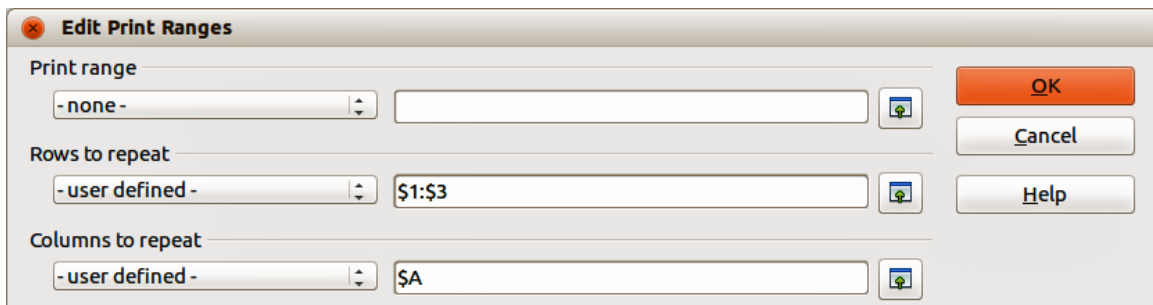 Edit Print Ranges
Print range
- none -
OK
Cancel
Rows to repeat
- user defined -
$1:$3
Help
Columns to repeat
- user defined -
$A